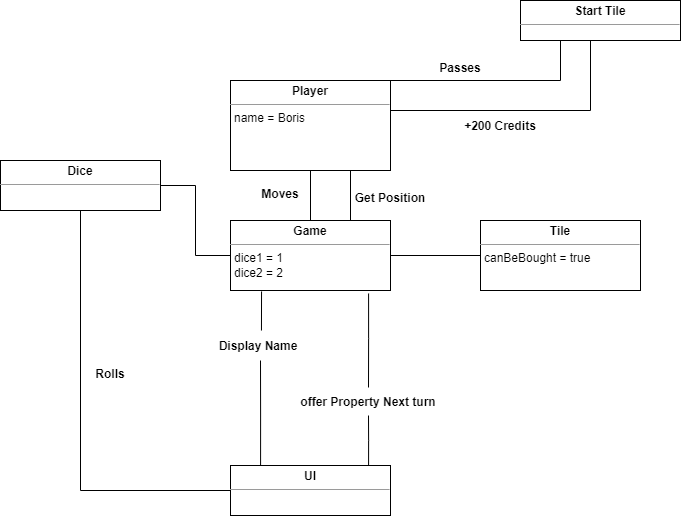 Start Tile
Passes
Player
name = Boris
+200 Credits
Dice
Moves
Get Position
Game
dice1 = 1
dice2 = 2
Tile
canBeBought = true
Display Name
Rolls
offer Property Next turn
UI